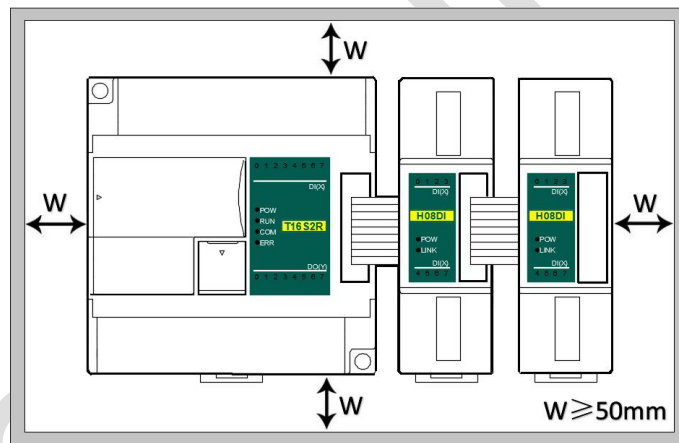 W
0 1 2 3 4 5 6 7
DI(X)
POW
RUN
COM
ERR
T16S2R
DO(Y)
0 1 2 3 4 5 6 7
0 1 2 3
DI(X)
H08DI
POW
LINK
DI(X)
4 5 6 7
0 1 2 3
DI(X)
H08DI
POW
LINK
DI(X)
4 5 6 7
W
W
W
W≥50mm